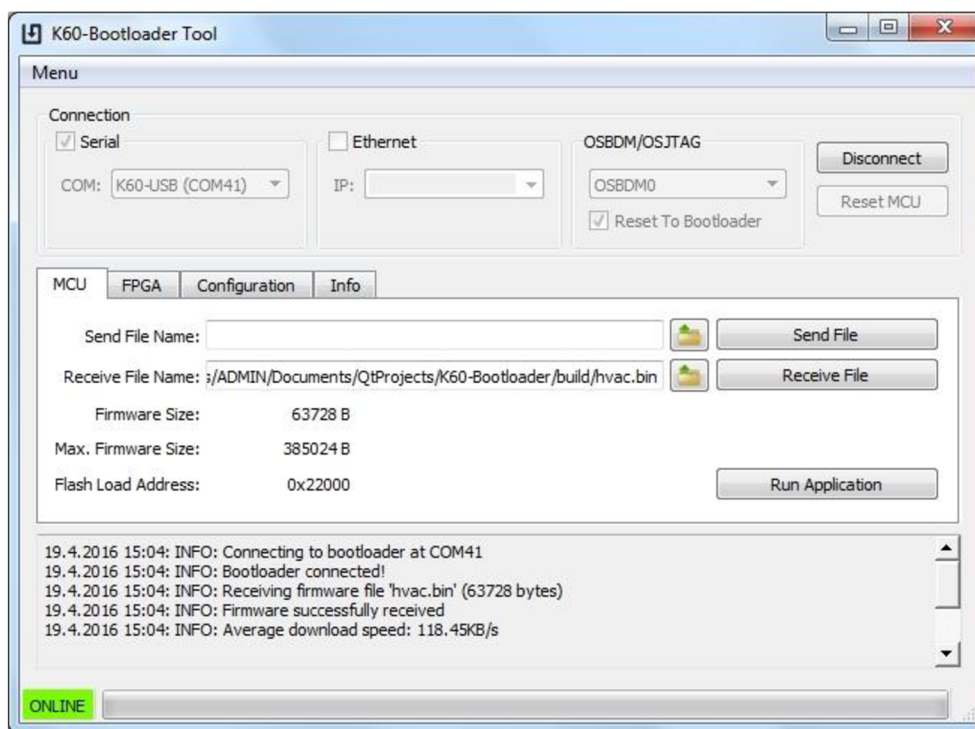 K60-Bootloader Tool
Menu
Connection
Serial
Ethernet
OSBDM/OSJTAG
Disconnect
COM: K60-USB (COM41)
IP:
OSBDM0
Reset MCU
Reset To Bootloader
MCU FPGA Configuration Info
Send File Name: Send File
Receive File Name: ;/ADMIN/Documents/QtProjects/K60-Bootloader/build/hvac.bin Receive File
Firmware Size: 63728 B
Max. Firmware Size: 385024 B
Flash Load Address: 0x22000 Run Application
19.4.2016 15:04: INFO: Connecting to bootloader at COM41
19.4.2016 15:04: INFO: Bootloader connected!
19.4.2016 15:04: INFO: Receiving firmware file 'hvac.bin' (63728 bytes)
19.4.2016 15:04: INFO: Firmware successfully received
19.4.2016 15:04: INFO: Average download speed: 118.45KB/s
ONLINE